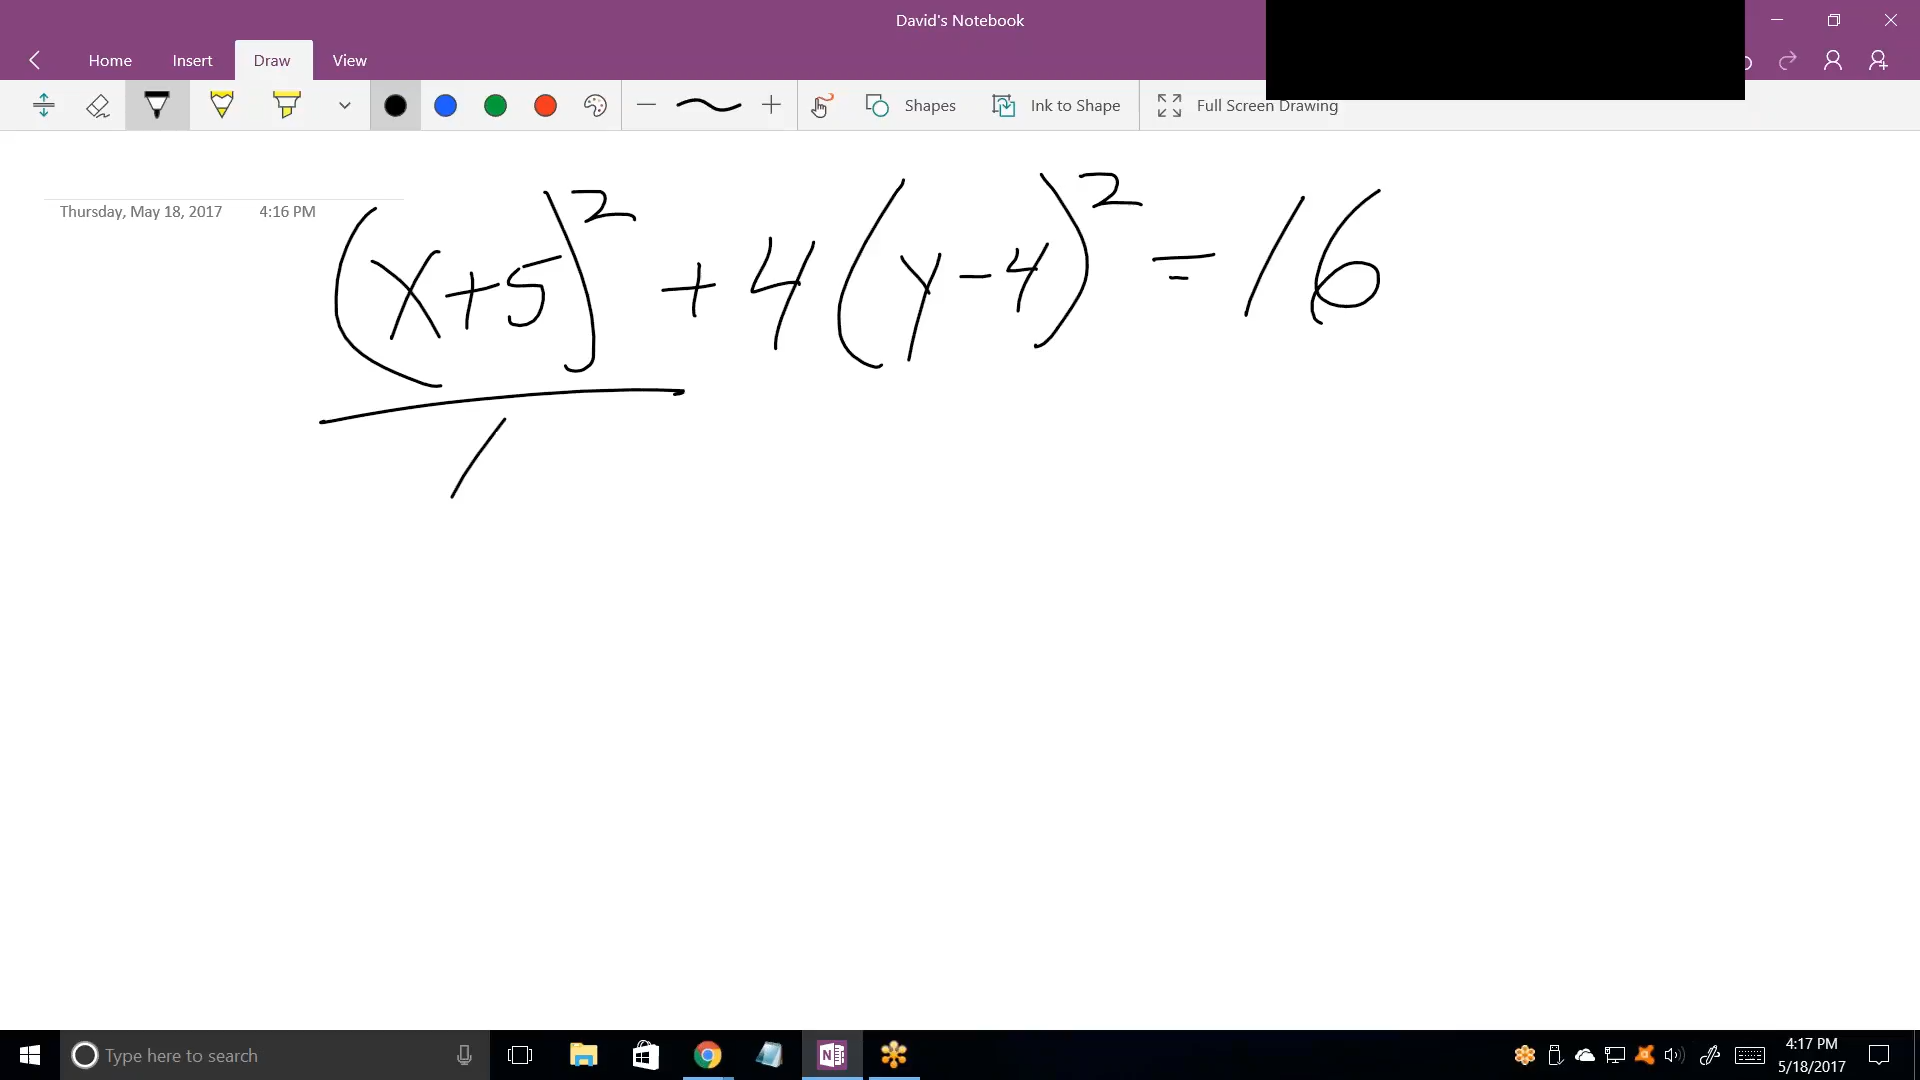 David's Notebook
Home Insert Draw View
Shapes Ink to Shape Full Screen Drawing
Thursday, May 18, 2017 4:16 PM
(x+5)² + 4(y-4)² = 16
1
Type here to search
4:17 PM
5/18/2017